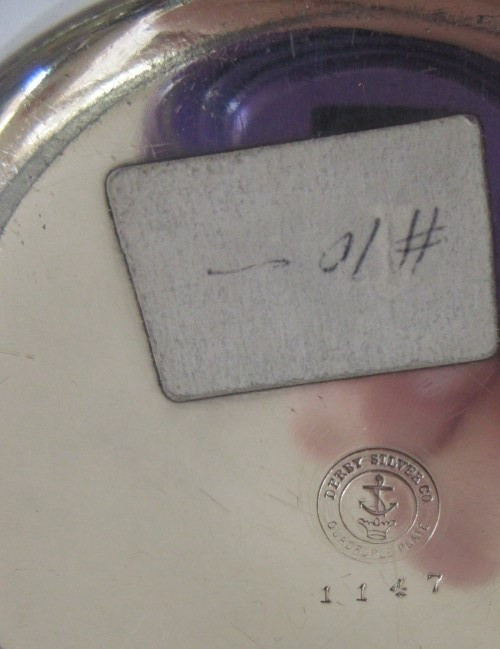 #10 —
DERBY SILVER CO
QUADRUPLE PLATE
1147